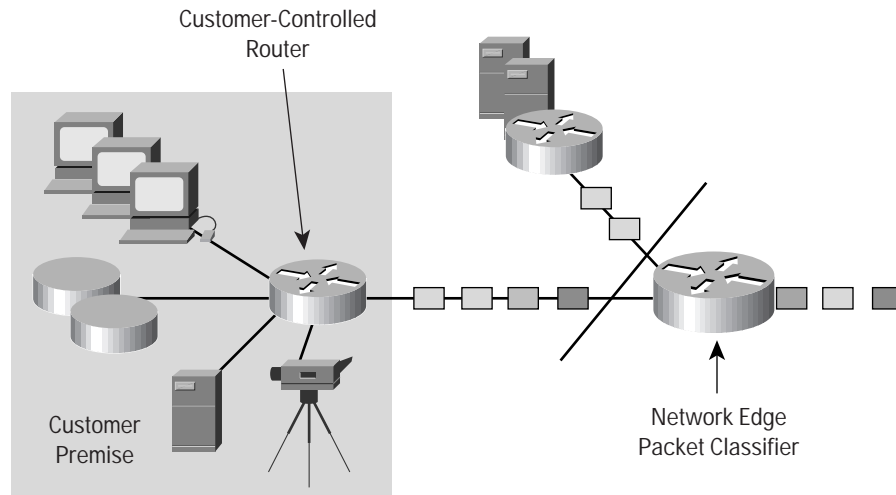 Customer-Controlled
Router
Customer
Premise
Network Edge
Packet Classifier